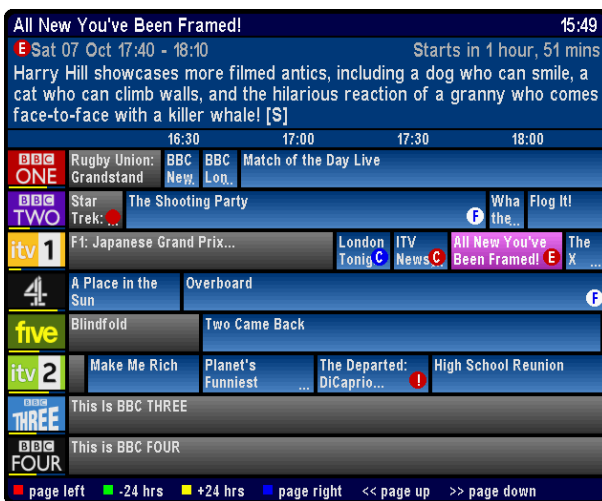 All New You've Been Framed! 15:49
E Sat 07 Oct 17:40 - 18:10 Starts in 1 hour, 51 mins
Harry Hill showcases more filmed antics, including a dog who can smile, a
cat who can climb walls, and the hilarious reaction of a granny who comes
face-to-face with a killer whale! [S]
16:30 17:00 17:30 18:00
BBC ONE Rugby Union: Grandstand BBC New... BBC Lon... Match of the Day Live
BBC TWO Star Trek: ... The Shooting Party F Wha the... Flog It!
itv 1 F1: Japanese Grand Prix... London Tonig C ITV News... C All New You've Been Framed! E The X ...
4 A Place in the Sun Overboard F
five Blindfold Two Came Back
itv 2 Make Me Rich Planet's Funniest ... The Departed: DiCaprio... ! High School Reunion
BBC THREE This Is BBC THREE
BBC FOUR This is BBC FOUR
page left -24 hrs +24 hrs page right << page up >> page down